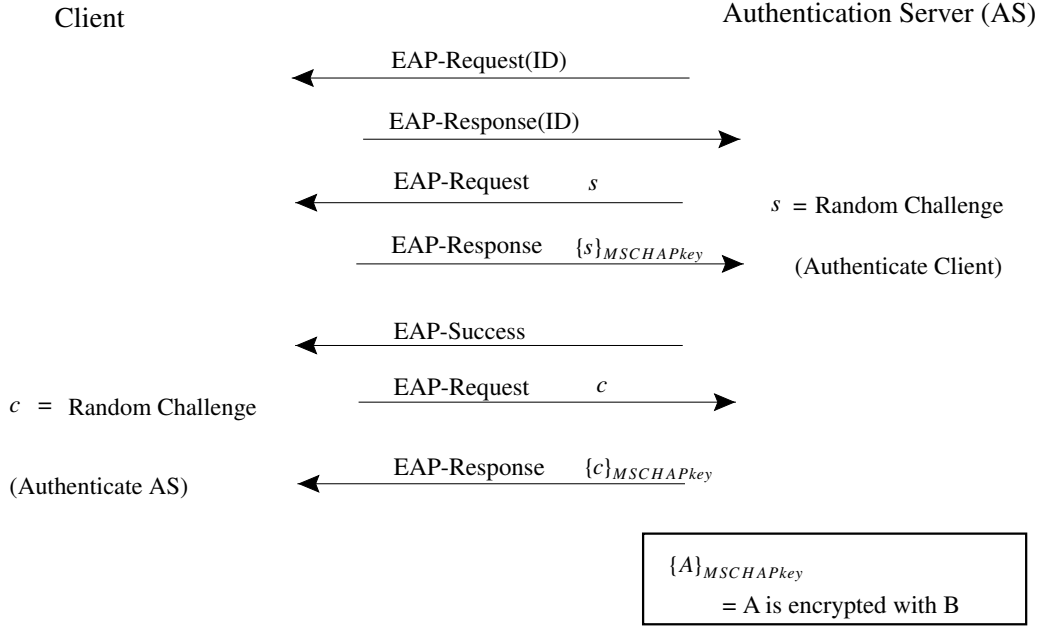 Client
Authentication Server (AS)
EAP-Request(ID)
EAP-Response(ID)
EAP-Request s
s = Random Challenge
EAP-Response {s}MSCHAPkey
(Authenticate Client)
EAP-Success
EAP-Request c
c = Random Challenge
EAP-Response {c}MSCHAPkey
(Authenticate AS)
{A}MSCHAPkey
= A is encrypted with B